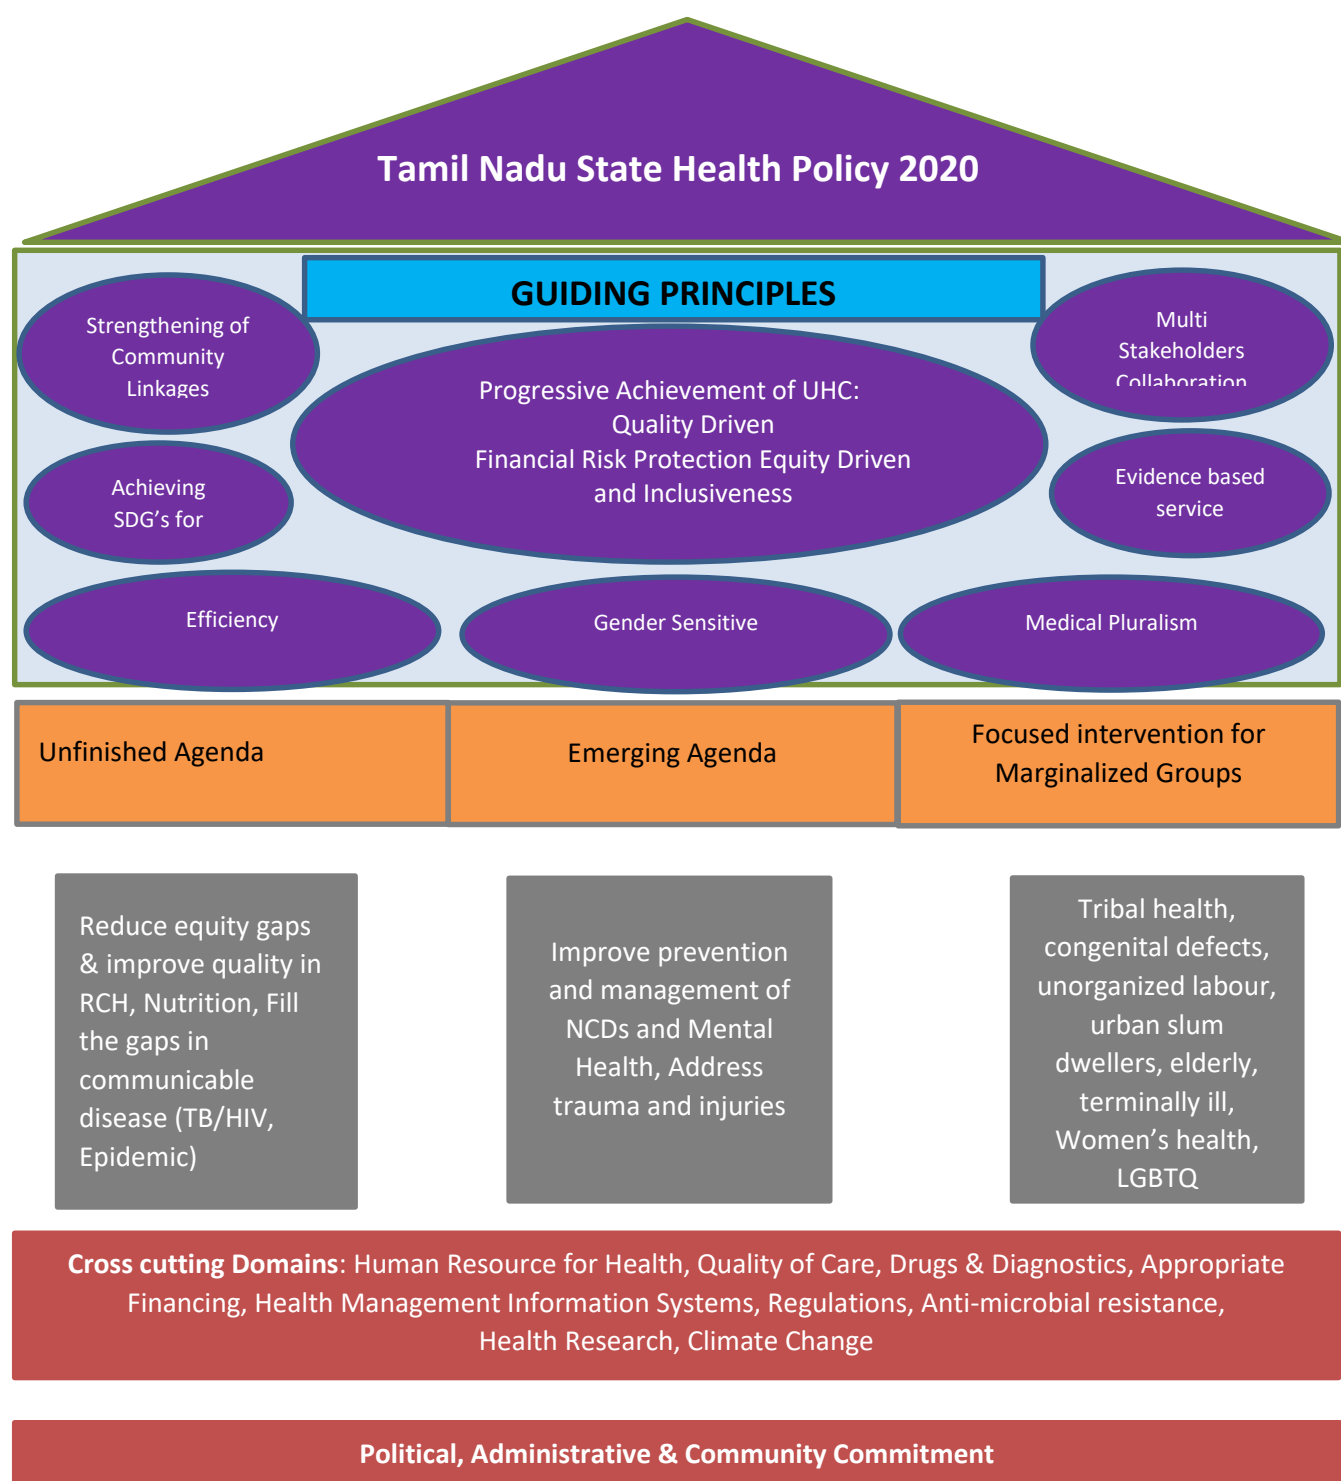 Tamil Nadu State Health Policy 2020
GUIDING PRINCIPLES
Strengthening of
Community
Linkages
Multi
Stakeholders
Collaboration
Progressive Achievement of UHC:
Quality Driven
Financial Risk Protection Equity Driven
and Inclusiveness
Achieving
SDG’s for
Evidence based
service
Efficiency
Gender Sensitive
Medical Pluralism
Unfinished Agenda
Emerging Agenda
Focused intervention for
Marginalized Groups
Reduce equity gaps
& improve quality in
RCH, Nutrition, Fill
the gaps in
communicable
disease (TB/HIV,
Epidemic)
Improve prevention
and management of
NCDs and Mental
Health, Address
trauma and injuries
Tribal health,
congenital defects,
unorganized labour,
urban slum
dwellers, elderly,
terminally ill,
Women’s health,
LGBTQ
Cross cutting Domains: Human Resource for Health, Quality of Care, Drugs & Diagnostics, Appropriate
Financing, Health Management Information Systems, Regulations, Anti-microbial resistance,
Health Research, Climate Change
Political, Administrative & Community Commitment